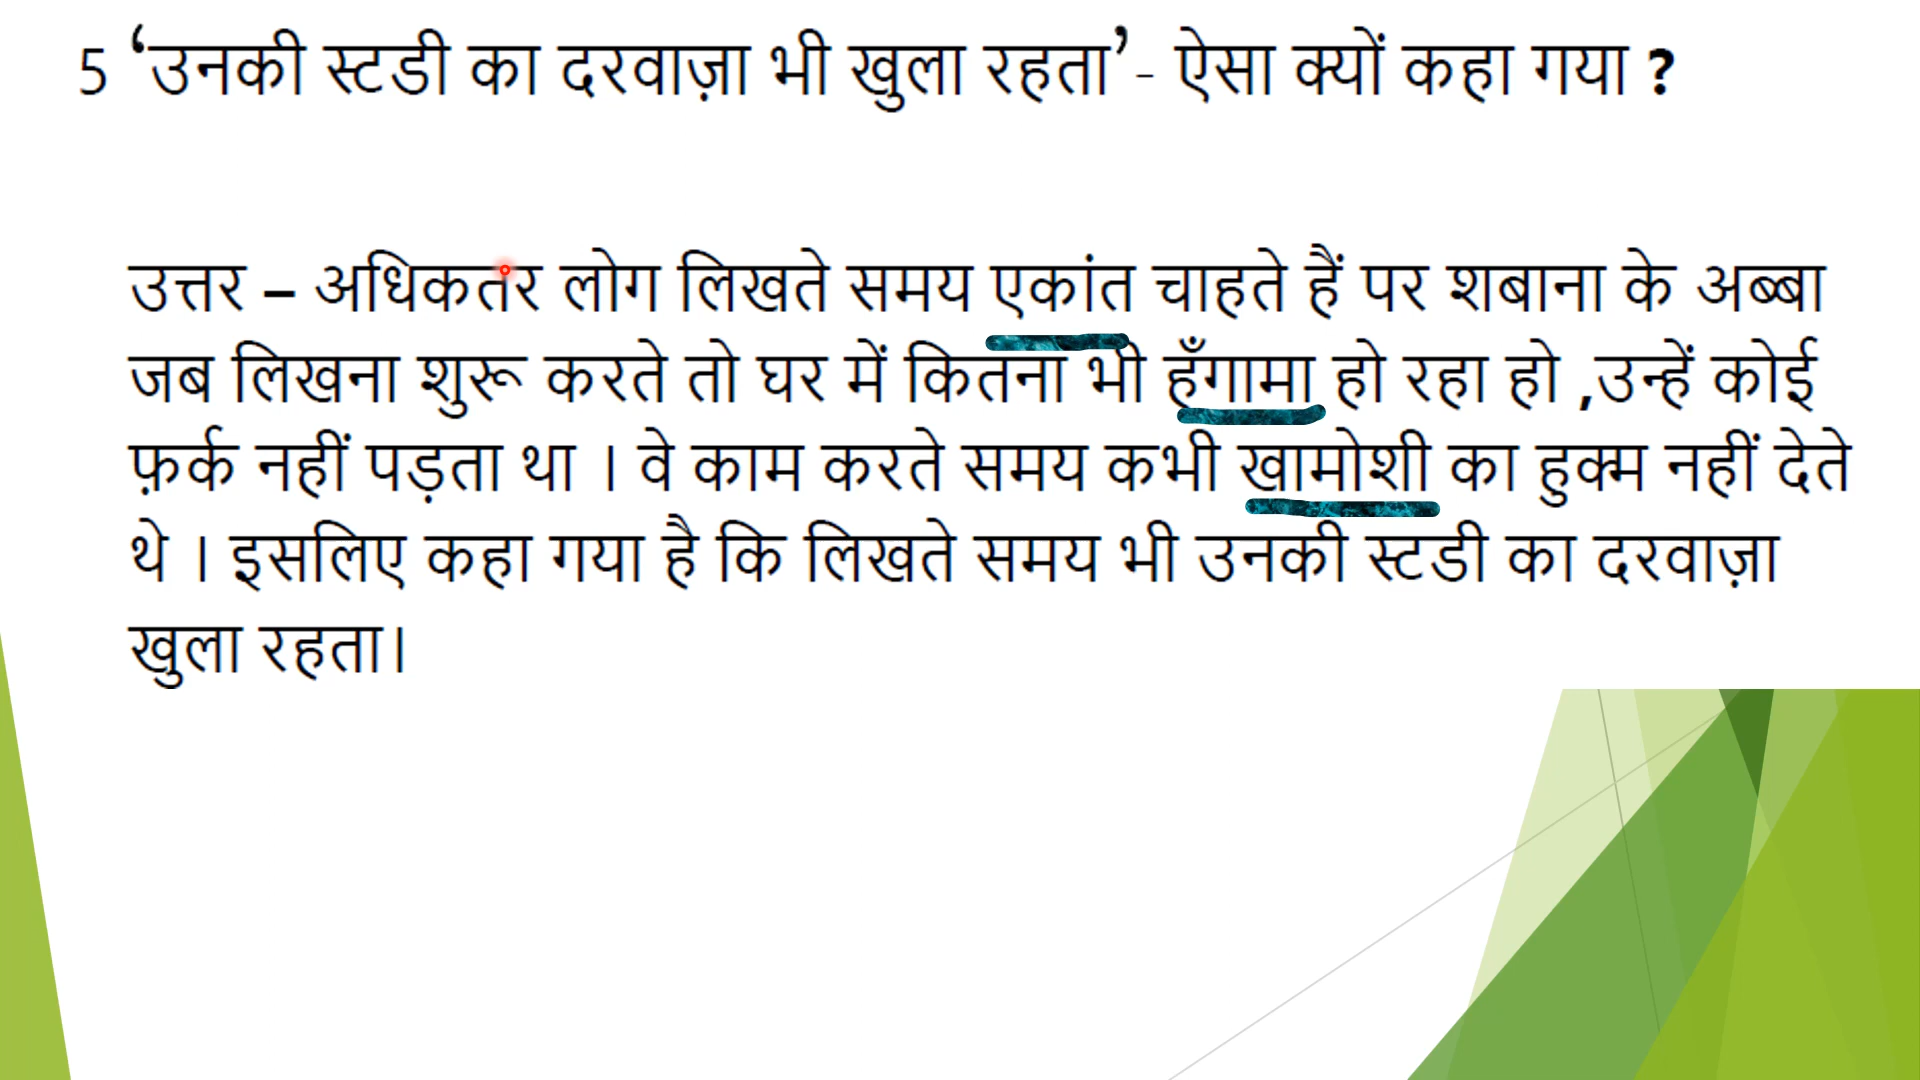 5 ‘उनकी स्टडी का दरवाज़ा भी खुला रहता’- ऐसा क्यों कहा गया ?
उत्तर – अधिकतर लोग लिखते समय एकांत चाहते हैं पर शबाना के अब्बा
जब लिखना शुरू करते तो घर में कितना भी हँगामा हो रहा हो ,उन्हें कोई
फ़र्क नहीं पड़ता था । वे काम करते समय कभी खामोशी का हुक्म नहीं देते
थे । इसलिए कहा गया है कि लिखते समय भी उनकी स्टडी का दरवाज़ा
खुला रहता।